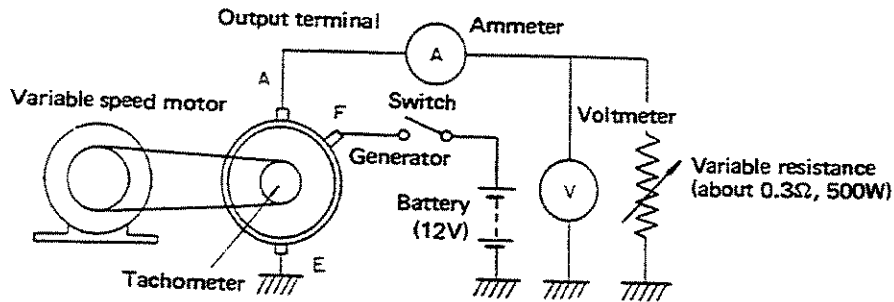 Output terminal
Ammeter
A
A
Variable speed motor
F
Switch
Voltmeter
Generator
Variable resistance
(about 0.3Ω, 500W)
V
Battery
(12V)
E
Tachometer